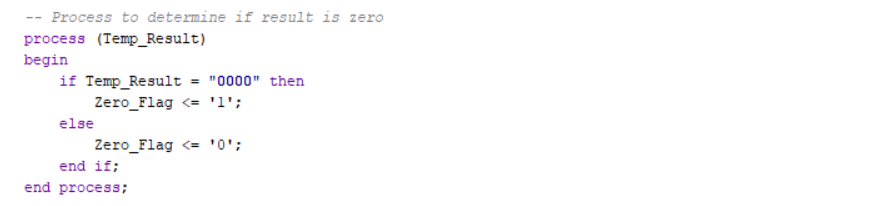 -- Process to determine if result is zero
process (Temp_Result)
begin
    if Temp_Result = "0000" then
        Zero_Flag <= '1';
    else
        Zero_Flag <= '0';
    end if;
end process;